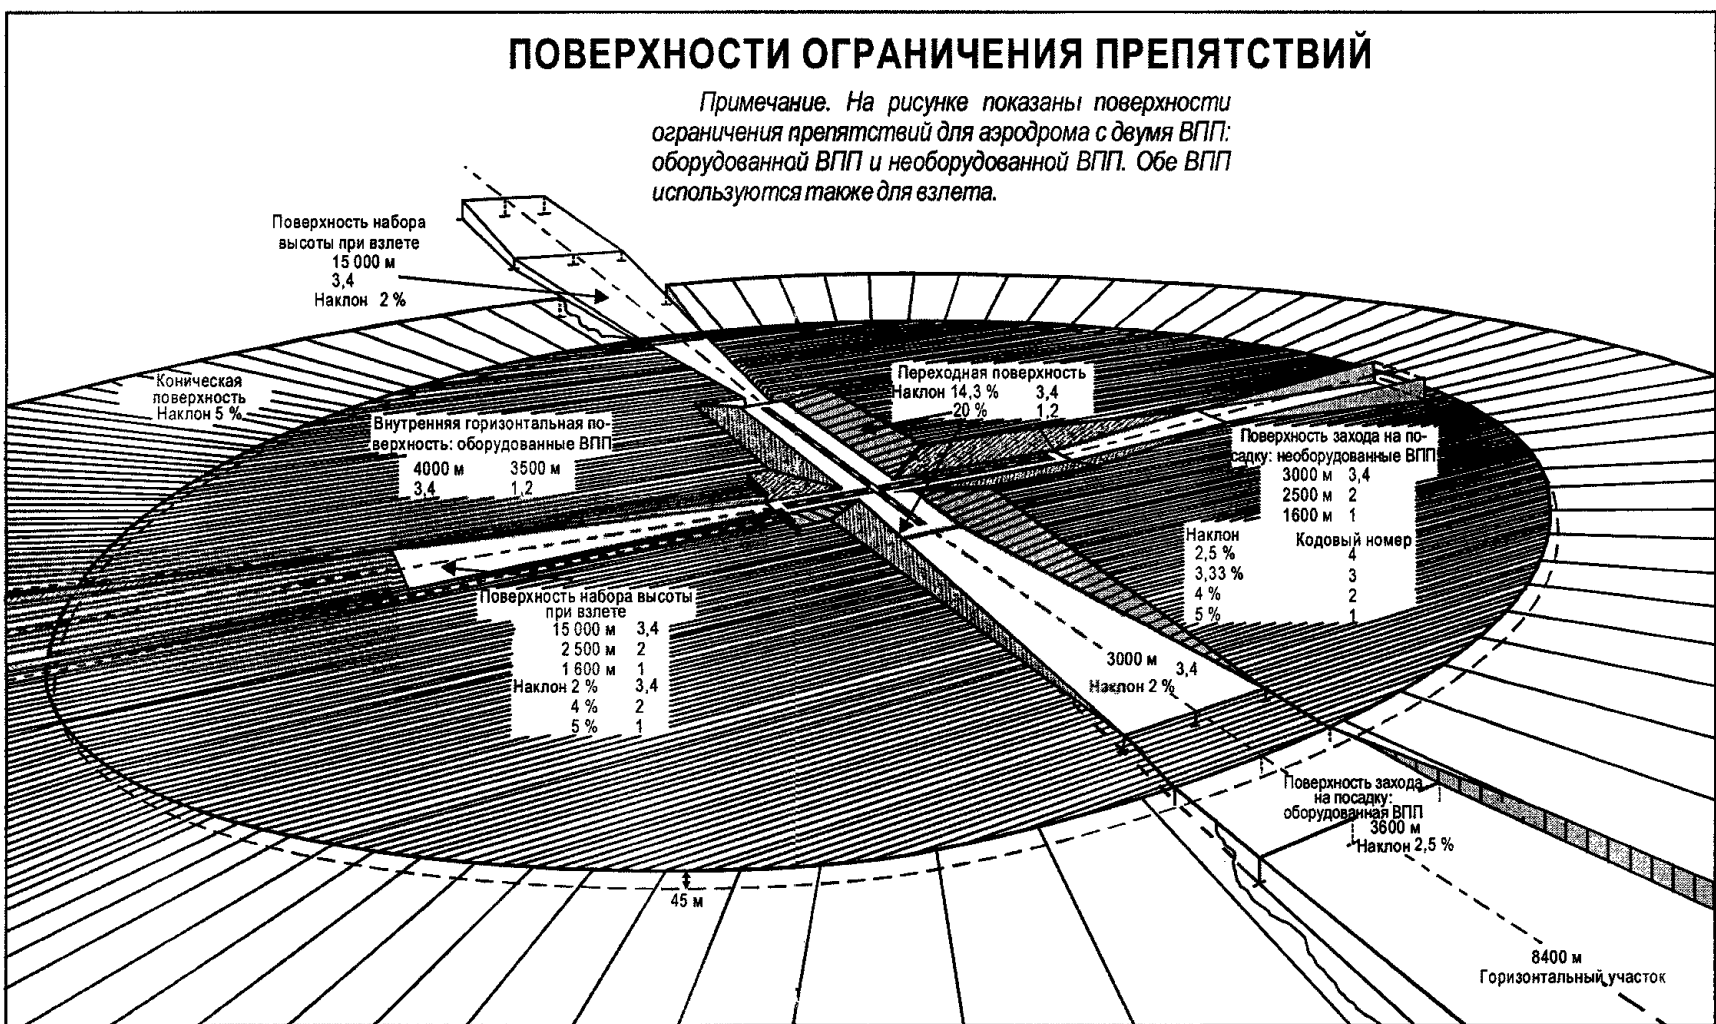 ПОВЕРХНОСТИ ОГРАНИЧЕНИЯ ПРЕПЯТСТВИЙ
Примечание. На рисунке показаны поверхности
ограничения препятствий для аэродрома с двумя ВПП:
оборудованной ВПП и необорудованной ВПП. Обе ВПП
используются также для взлета.
Поверхность набора
высоты при взлете
15 000 м
3,4
Наклон 2 %
Коническая
поверхность
Наклон 5 %
Внутренняя горизонтальная по-
верхность: оборудованные ВПП
4000 м 3500 м
3,4 1,2
Переходная поверхность
Наклон 14,3 % 3,4
20 % 1,2
Поверхность захода на по-
садку: необорудованные ВПП
3000 м 3,4
2500 м 2
1600 м 1
Наклон Кодовый номер
2,5 % 4
3,33 % 3
4 % 2
5 % 1
Поверхность набора высоты
при взлете
15 000 м 3,4
2 500 м 2
1 600 м 1
Наклон 2 % 3,4
4 % 2
5 % 1
3000 м
3,4
Наклон 2 %
Поверхность захода
на посадку:
оборудованная ВПП
3600 м
Наклон 2,5 %
45 м
8400 м
Горизонтальный участок